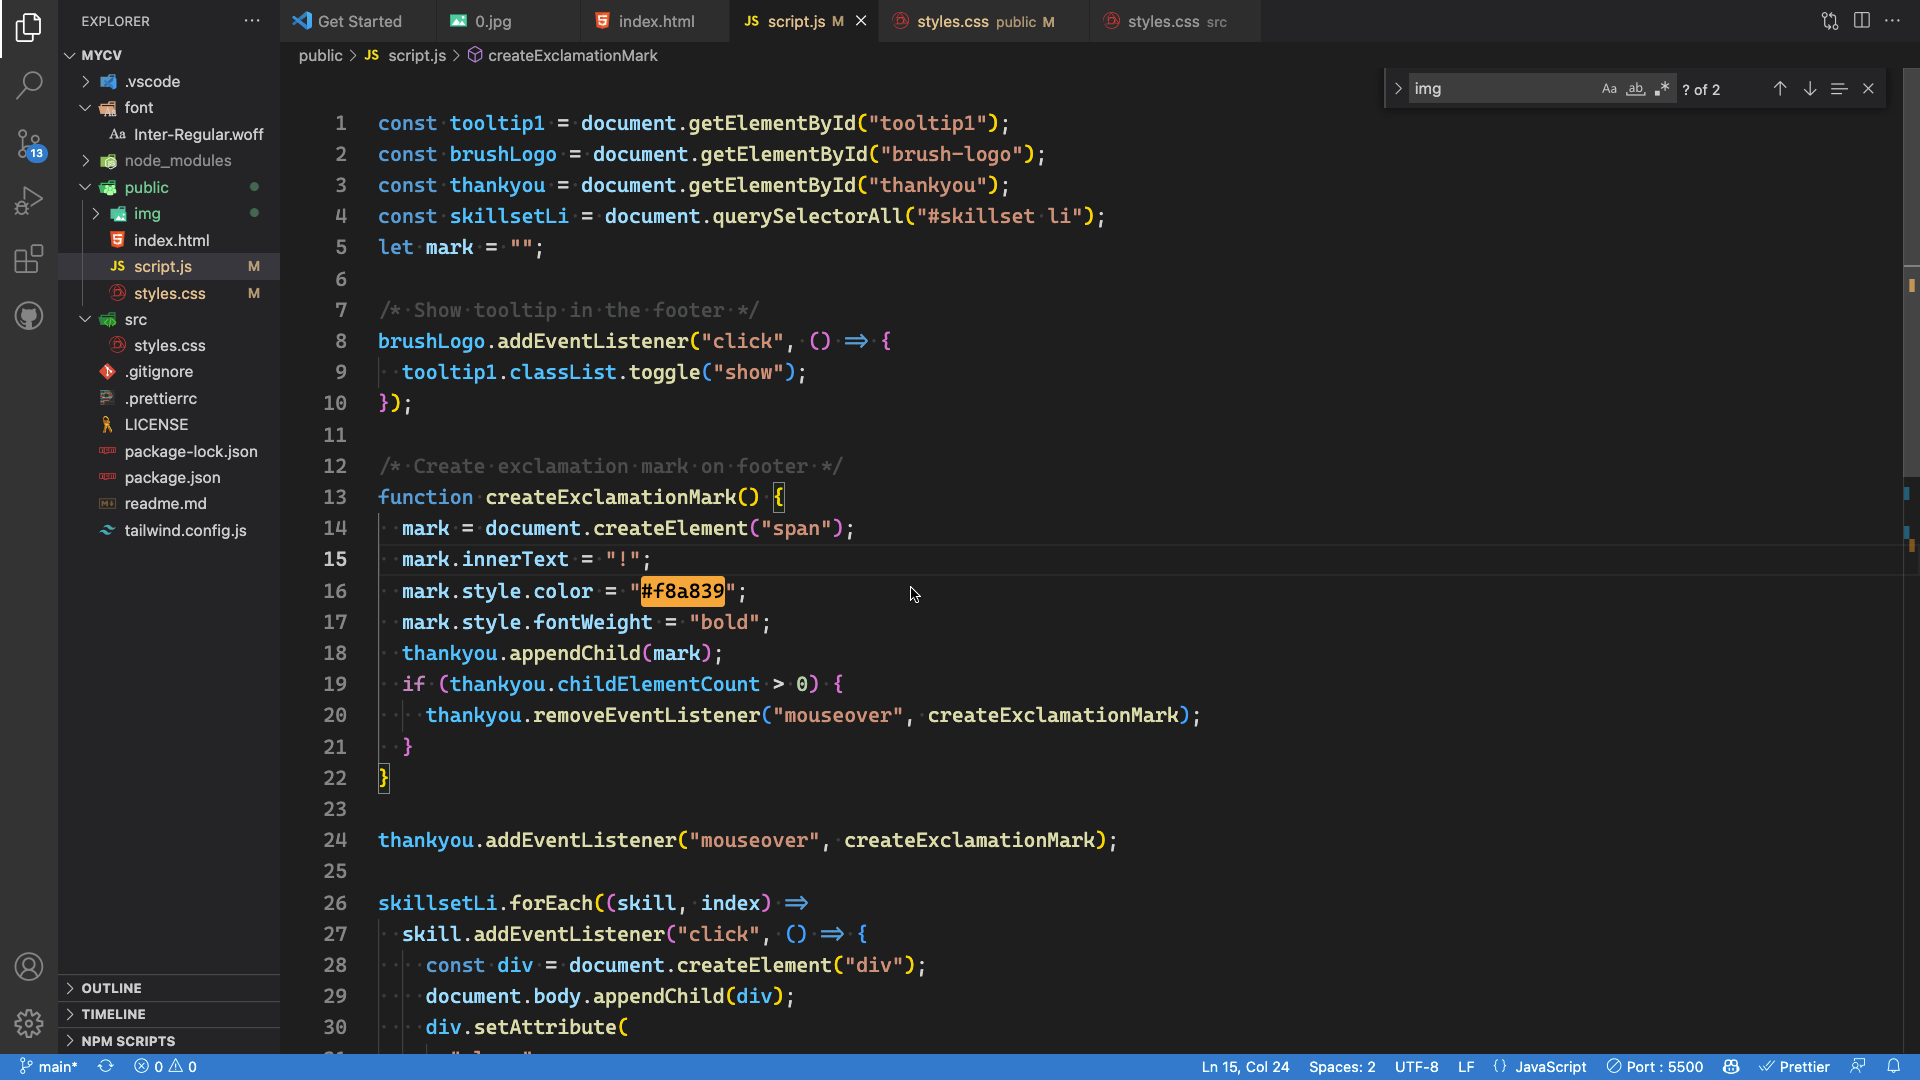 EXPLORER
MYCV
.vscode
font
Aa Inter-Regular.woff
node_modules
public
img
index.html
JS script.js M
styles.css M
src
styles.css
.gitignore
.prettierrc
LICENSE
package-lock.json
package.json
readme.md
tailwind.config.js
OUTLINE
TIMELINE
NPM SCRIPTS
13
Get Started
0.jpg
index.html
JS script.js M
styles.css public M
styles.css src
public > JS script.js > createExclamationMark
img Aa ab ? of 2
1 const tooltip1 = document.getElementById("tooltip1");
2 const brushLogo = document.getElementById("brush-logo");
3 const thankyou = document.getElementById("thankyou");
4 const skillsetLi = document.querySelectorAll("#skillset li");
5 let mark = "";
6
7 /* Show tooltip in the footer */
8 brushLogo.addEventListener("click", () => {
9 tooltip1.classList.toggle("show");
10 });
11
12 /* Create exclamation mark on footer */
13 function createExclamationMark() {
14 mark = document.createElement("span");
15 mark.innerText = "!";
16 mark.style.color = "#f8a839";
17 mark.style.fontWeight = "bold";
18 thankyou.appendChild(mark);
19 if (thankyou.childElementCount > 0) {
20 thankyou.removeEventListener("mouseover", createExclamationMark);
21 }
22 }
23
24 thankyou.addEventListener("mouseover", createExclamationMark);
25
26 skillsetLi.forEach((skill, index) =>
27 skill.addEventListener("click", () => {
28 const div = document.createElement("div");
29 document.body.appendChild(div);
30 div.setAttribute(
main* 0 0 Ln 15, Col 24 Spaces: 2 UTF-8 LF {} JavaScript Port : 5500 Prettier